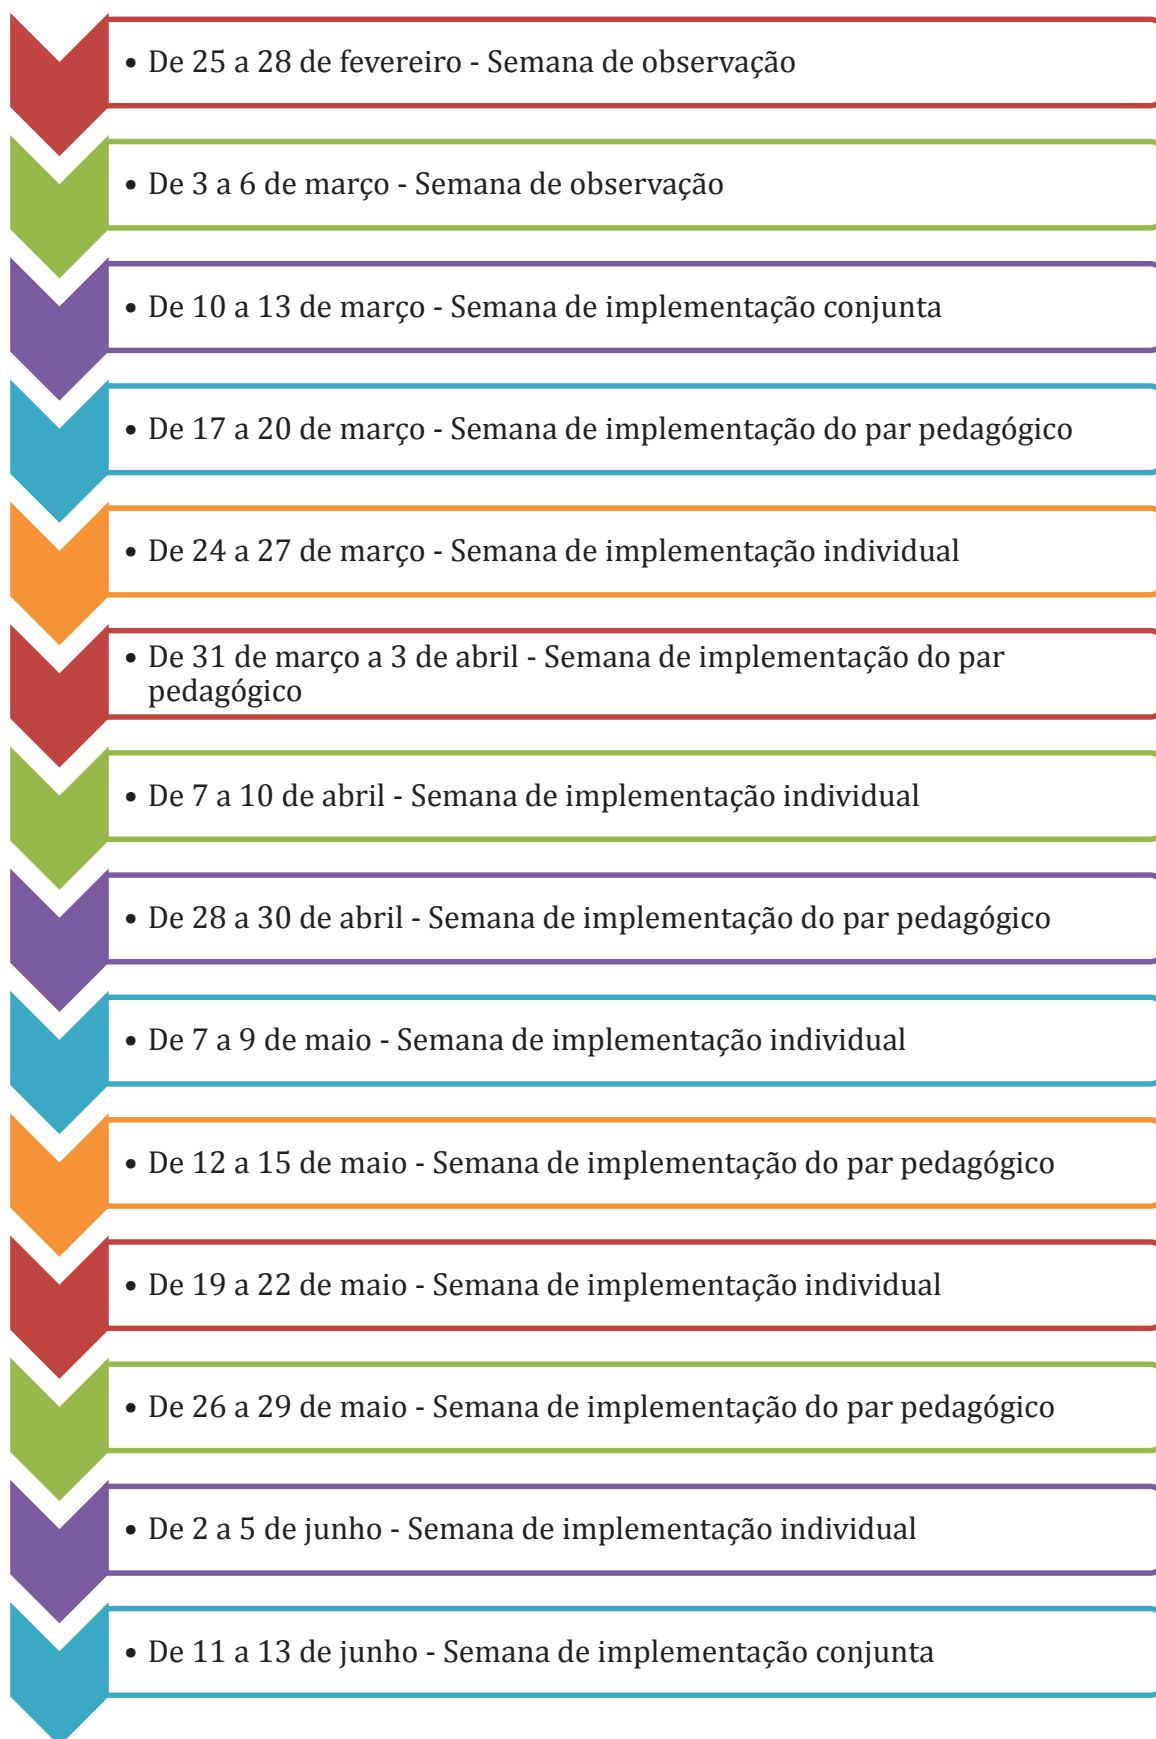 • De 25 a 28 de fevereiro - Semana de observação
• De 3 a 6 de março - Semana de observação
• De 10 a 13 de março - Semana de implementação conjunta
• De 17 a 20 de março - Semana de implementação do par pedagógico
• De 24 a 27 de março - Semana de implementação individual
• De 31 de março a 3 de abril - Semana de implementação do par
pedagógico
• De 7 a 10 de abril - Semana de implementação individual
• De 28 a 30 de abril - Semana de implementação do par pedagógico
• De 7 a 9 de maio - Semana de implementação individual
• De 12 a 15 de maio - Semana de implementação do par pedagógico
• De 19 a 22 de maio - Semana de implementação individual
• De 26 a 29 de maio - Semana de implementação do par pedagógico
• De 2 a 5 de junho - Semana de implementação individual
• De 11 a 13 de junho - Semana de implementação conjunta